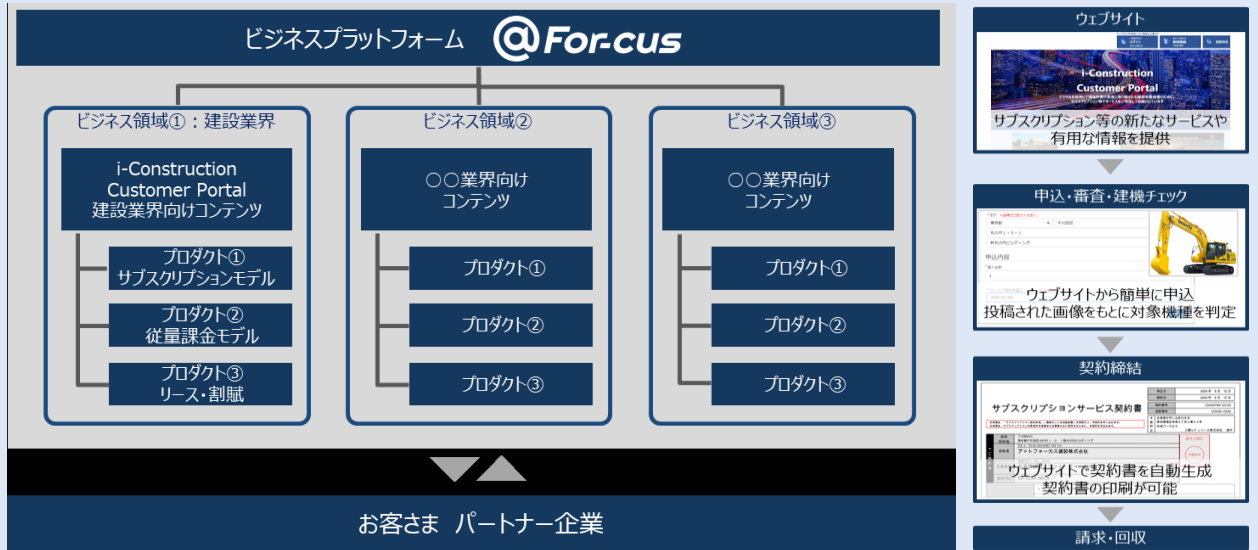 ビジネスプラットフォーム @For-cus
ビジネス領域①：建設業界
i-Construction
Customer Portal
建設業界向けコンテンツ
プロダクト①
サブスクリプションモデル
プロダクト②
従量課金モデル
プロダクト③
リース・割賦
ビジネス領域②
○○業界向け
コンテンツ
プロダクト①
プロダクト②
プロダクト③
ビジネス領域③
○○業界向け
コンテンツ
プロダクト①
プロダクト②
プロダクト③
お客さま パートナー企業
ウェブサイト
i-Construction
Customer Portal
サブスクリプション等の新たなサービスや
有用な情報を提供
申込・審査・建機チェック
申込内容
ウェブサイトから簡単に申込
投稿された画像をもとに対象機種を判定
契約締結
サブスクリプションサービス契約書
アットフォーカス建設株式会社
ウェブサイトで契約書を自動生成
契約書の印刷が可能
請求・回収